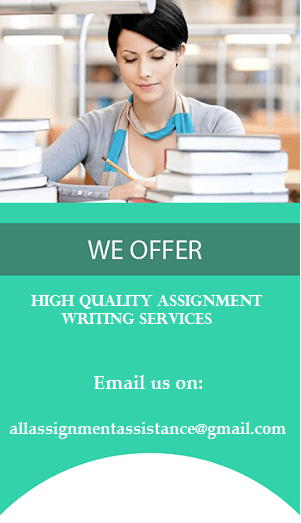 WE OFFER
HIGH QUALITY ASSIGNMENT
WRITING SERVICES
Email us on:
allassignmentassistance@gmail.com